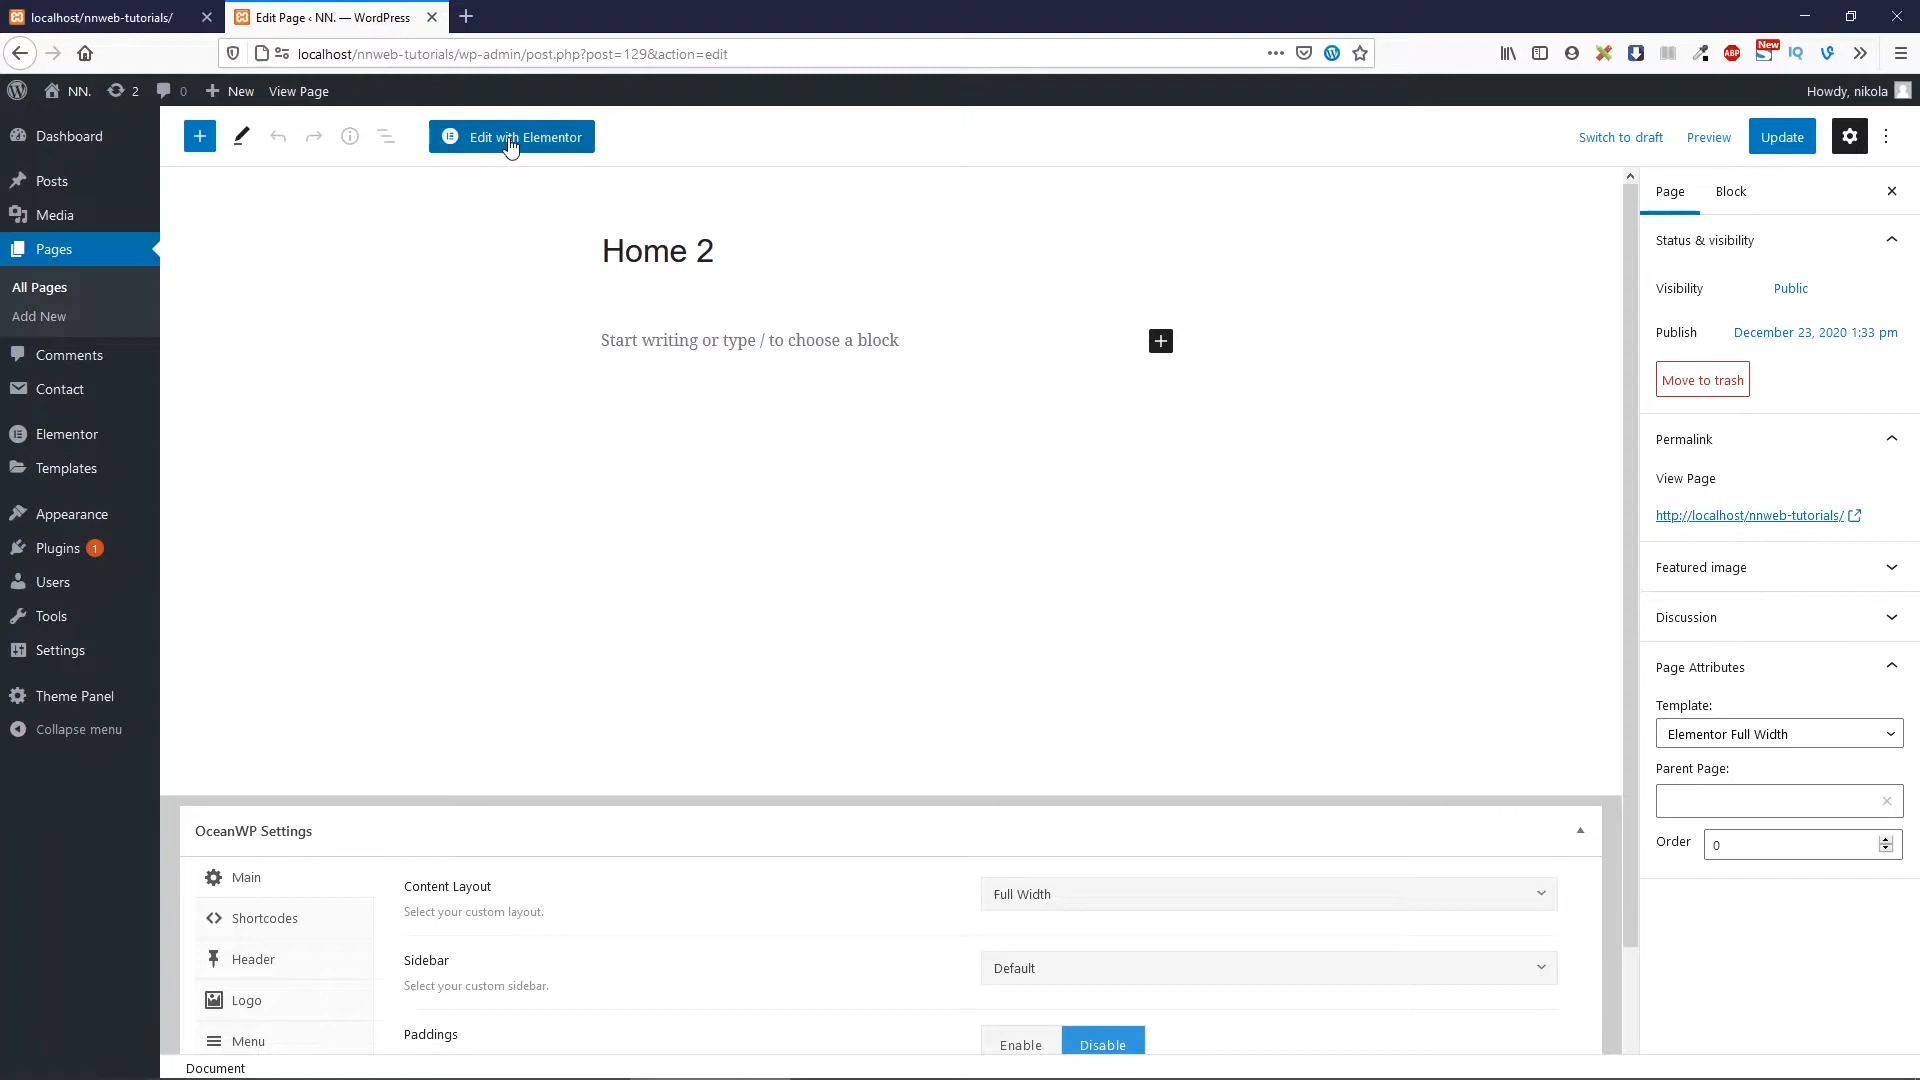 localhost/nnweb-tutorials/
Edit Page ‹ NN. — WordPress
localhost/nnweb-tutorials/wp-admin/post.php?post=129&action=edit
ABP
New
IQ
NN.
2
0
New
View Page
Howdy, nikola
Dashboard
Posts
Media
Pages
All Pages
Add New
Comments
Contact
Elementor
Templates
Appearance
Plugins 1
Users
Tools
Settings
Theme Panel
Collapse menu
Edit with Elementor
Switch to draft
Preview
Update
Home 2
Start writing or type / to choose a block
Page
Block
Status & visibility
Visibility
Public
Publish
December 23, 2020 1:33 pm
Move to trash
Permalink
View Page
http://localhost/nnweb-tutorials/
Featured image
Discussion
Page Attributes
Template:
Elementor Full Width
Parent Page:
Order
0
OceanWP Settings
Main
Shortcodes
Header
Logo
Menu
Content Layout
Select your custom layout.
Full Width
Sidebar
Select your custom sidebar.
Default
Paddings
Enable
Disable
Document